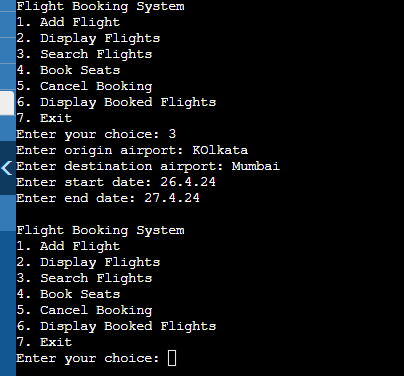 Flight Booking System
1. Add Flight
2. Display Flights
3. Search Flights
4. Book Seats
5. Cancel Booking
6. Display Booked Flights
7. Exit
Enter your choice: 3
Enter origin airport: KOlkata
Enter destination airport: Mumbai
Enter start date: 26.4.24
Enter end date: 27.4.24

Flight Booking System
1. Add Flight
2. Display Flights
3. Search Flights
4. Book Seats
5. Cancel Booking
6. Display Booked Flights
7. Exit
Enter your choice: